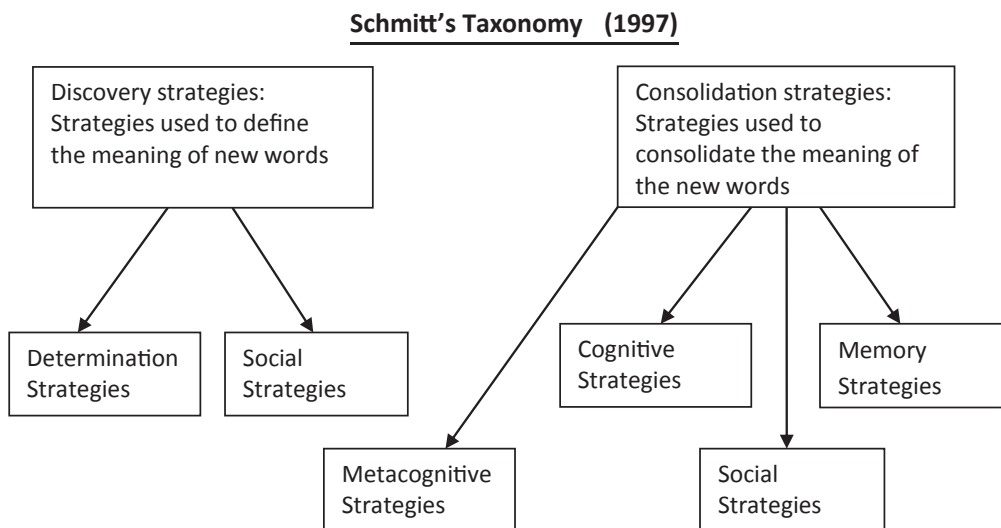 Schmitt's Taxonomy (1997)
Discovery strategies:
Strategies used to define
the meaning of new words
Consolidation strategies:
Strategies used to
consolidate the meaning of
the new words
Determination
Strategies
Social
Strategies
Cognitive
Strategies
Memory
Strategies
Metacognitive
Strategies
Social
Strategies